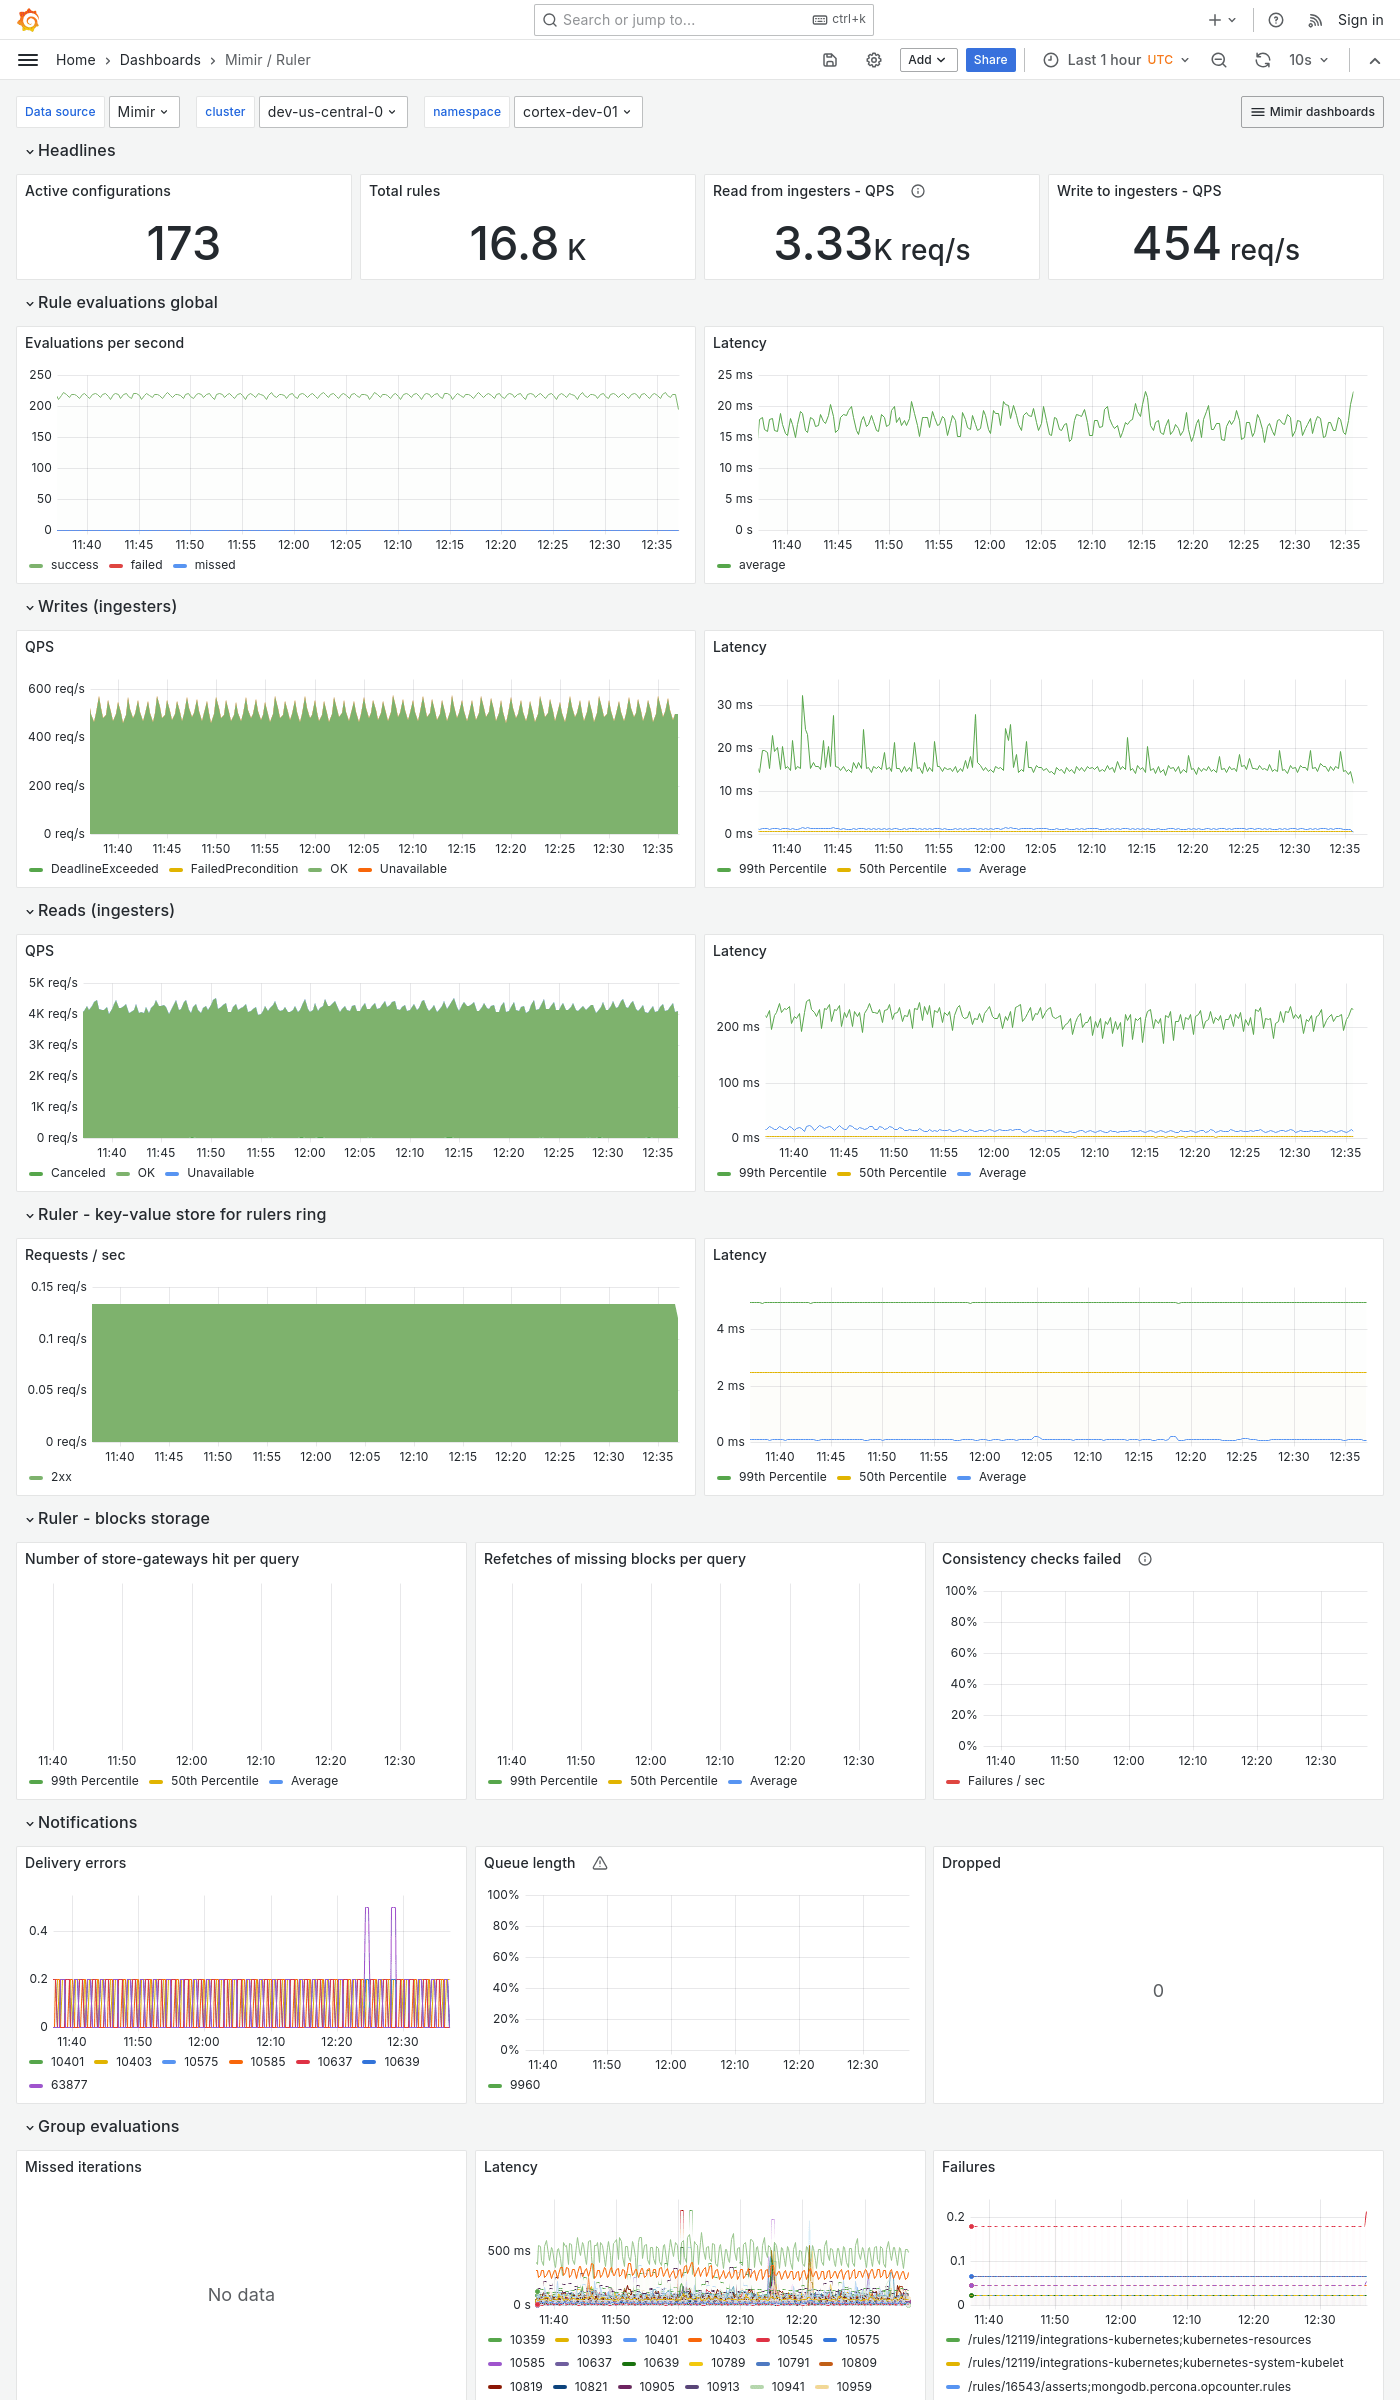 Search or jump to... ctrl+k Sign in
Home Dashboards Mimir / Ruler Add Share Last 1 hour UTC 10s
Data source Mimir cluster dev-us-central-0 namespace cortex-dev-01 Mimir dashboards
Headlines
Active configurations Total rules Read from ingesters - QPS Write to ingesters - QPS
173 16.8 K 3.33K req/s 454 req/s
Rule evaluations global
Evaluations per second
250
200
150
100
50
0
11:40 11:45 11:50 11:55 12:00 12:05 12:10 12:15 12:20 12:25 12:30 12:35
success failed missed
Latency
25 ms
20 ms
15 ms
10 ms
5 ms
0 s
11:40 11:45 11:50 11:55 12:00 12:05 12:10 12:15 12:20 12:25 12:30 12:35
average
Writes (ingesters)
QPS
600 req/s
400 req/s
200 req/s
0 req/s
11:40 11:45 11:50 11:55 12:00 12:05 12:10 12:15 12:20 12:25 12:30 12:35
DeadlineExceeded FailedPrecondition OK Unavailable
Latency
30 ms
20 ms
10 ms
0 ms
11:40 11:45 11:50 11:55 12:00 12:05 12:10 12:15 12:20 12:25 12:30 12:35
99th Percentile 50th Percentile Average
Reads (ingesters)
QPS
5K req/s
4K req/s
3K req/s
2K req/s
1K req/s
0 req/s
11:40 11:45 11:50 11:55 12:00 12:05 12:10 12:15 12:20 12:25 12:30 12:35
Canceled OK Unavailable
Latency
200 ms
100 ms
0 ms
11:40 11:45 11:50 11:55 12:00 12:05 12:10 12:15 12:20 12:25 12:30 12:35
99th Percentile 50th Percentile Average
Ruler - key-value store for rulers ring
Requests / sec
0.15 req/s
0.1 req/s
0.05 req/s
0 req/s
11:40 11:45 11:50 11:55 12:00 12:05 12:10 12:15 12:20 12:25 12:30 12:35
2xx
Latency
4 ms
2 ms
0 ms
11:40 11:45 11:50 11:55 12:00 12:05 12:10 12:15 12:20 12:25 12:30 12:35
99th Percentile 50th Percentile Average
Ruler - blocks storage
Number of store-gateways hit per query
11:40 11:50 12:00 12:10 12:20 12:30
99th Percentile 50th Percentile Average
Refetches of missing blocks per query
11:40 11:50 12:00 12:10 12:20 12:30
99th Percentile 50th Percentile Average
Consistency checks failed
100%
80%
60%
40%
20%
0%
11:40 11:50 12:00 12:10 12:20 12:30
Failures / sec
Notifications
Delivery errors
0.4
0.2
0
11:40 11:50 12:00 12:10 12:20 12:30
10401 10403 10575 10585 10637 10639
63877
Queue length
100%
80%
60%
40%
20%
0%
11:40 11:50 12:00 12:10 12:20 12:30
9960
Dropped
0
Group evaluations
Missed iterations
No data
Latency
500 ms
0 s
11:40 11:50 12:00 12:10 12:20 12:30
10359 10393 10401 10403 10545 10575
10585 10637 10639 10789 10791 10809
10819 10821 10905 10913 10941 10959
Failures
0.2
0.1
0
11:40 11:50 12:00 12:10 12:20 12:30
/rules/12119/integrations-kubernetes;kubernetes-resources
/rules/12119/integrations-kubernetes;kubernetes-system-kubelet
/rules/16543/asserts;mongodb.percona.opcounter.rules